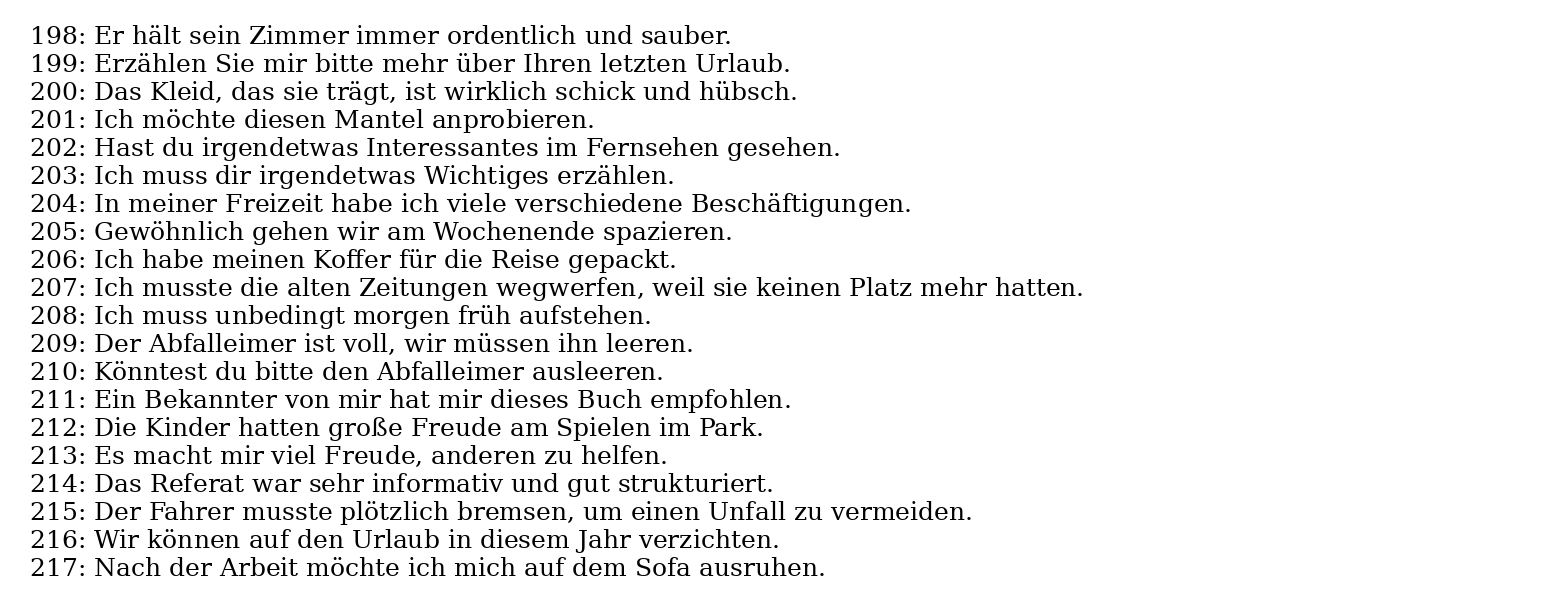 198: Er hält sein Zimmer immer ordentlich und sauber.
199: Erzählen Sie mir bitte mehr über Ihren letzten Urlaub.
200: Das Kleid, das sie trägt, ist wirklich schick und hübsch.
201: Ich möchte diesen Mantel anprobieren.
202: Hast du irgendetwas Interessantes im Fernsehen gesehen.
203: Ich muss dir irgendetwas Wichtiges erzählen.
204: In meiner Freizeit habe ich viele verschiedene Beschäftigungen.
205: Gewöhnlich gehen wir am Wochenende spazieren.
206: Ich habe meinen Koffer für die Reise gepackt.
207: Ich musste die alten Zeitungen wegwerfen, weil sie keinen Platz mehr hatten.
208: Ich muss unbedingt morgen früh aufstehen.
209: Der Abfalleimer ist voll, wir müssen ihn leeren.
210: Könntest du bitte den Abfalleimer ausleeren.
211: Ein Bekannter von mir hat mir dieses Buch empfohlen.
212: Die Kinder hatten große Freude am Spielen im Park.
213: Es macht mir viel Freude, anderen zu helfen.
214: Das Referat war sehr informativ und gut strukturiert.
215: Der Fahrer musste plötzlich bremsen, um einen Unfall zu vermeiden.
216: Wir können auf den Urlaub in diesem Jahr verzichten.
217: Nach der Arbeit möchte ich mich auf dem Sofa ausruhen.